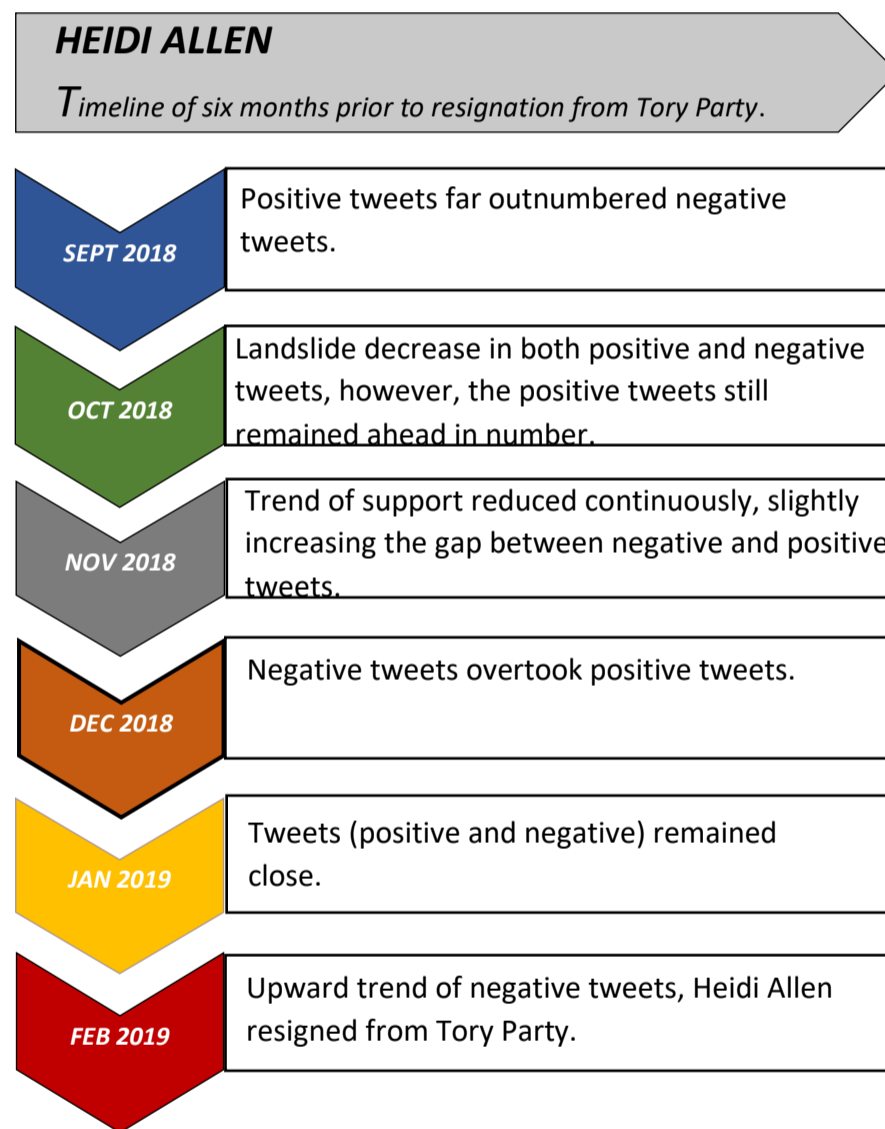 HEIDI ALLEN
Timeline of six months prior to resignation from Tory Party.
SEPT 2018
Positive tweets far outnumbered negative
tweets.
OCT 2018
Landslide decrease in both positive and negative
tweets, however, the positive tweets still
remained ahead in number.
NOV 2018
Trend of support reduced continuously, slightly
increasing the gap between negative and positive
tweets.
DEC 2018
Negative tweets overtook positive tweets.
JAN 2019
Tweets (positive and negative) remained
close.
FEB 2019
Upward trend of negative tweets, Heidi Allen
resigned from Tory Party.